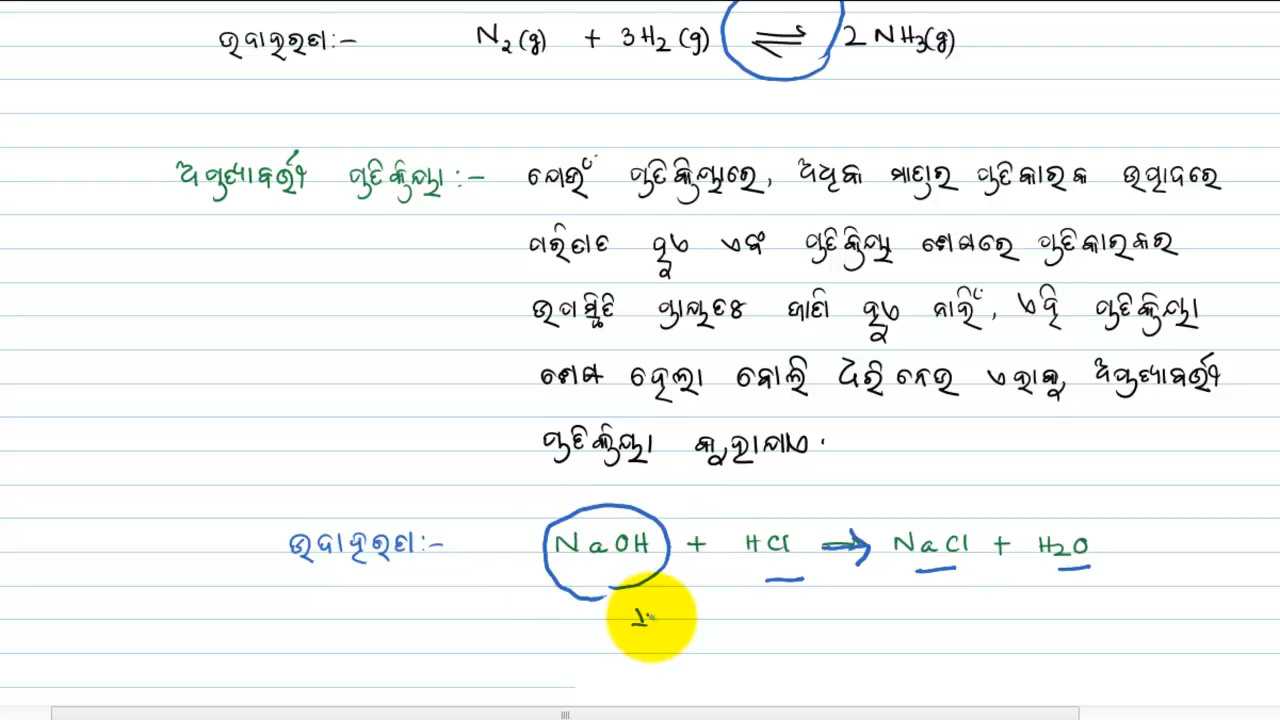 ଉଦାହରଣ:- N₂(g) + 3H₂(g) ⇌ 2NH₃(g)
ଅପ୍ରତ୍ୟାବର୍ତ୍ତୀ ପ୍ରତିକ୍ରିୟା :- ଯେଉଁ ପ୍ରତିକ୍ରିୟାରେ, ଅଧିକ ମାତ୍ରାର ପ୍ରତିକାରକ ଉତ୍ପାଦରେ
ପରିଣତ ହୁଏ ଏବଂ ପ୍ରତିକ୍ରିୟା ଶେଷରେ ପ୍ରତିକାରକର
ଉପସ୍ଥିତି ପ୍ରାୟତଃ ଜାଣି ହୁଏ ନାହିଁ, ଏହି ପ୍ରତିକ୍ରିୟା
ଶେଷ ହେଲା ବୋଲି ଧରି ନେଇ ଏହାକୁ ଅପ୍ରତ୍ୟାବର୍ତ୍ତୀ
ପ୍ରତିକ୍ରିୟା କୁହାଯାଏ.
ଉଦାହରଣ:- NaOH + HCl → NaCl + H₂O